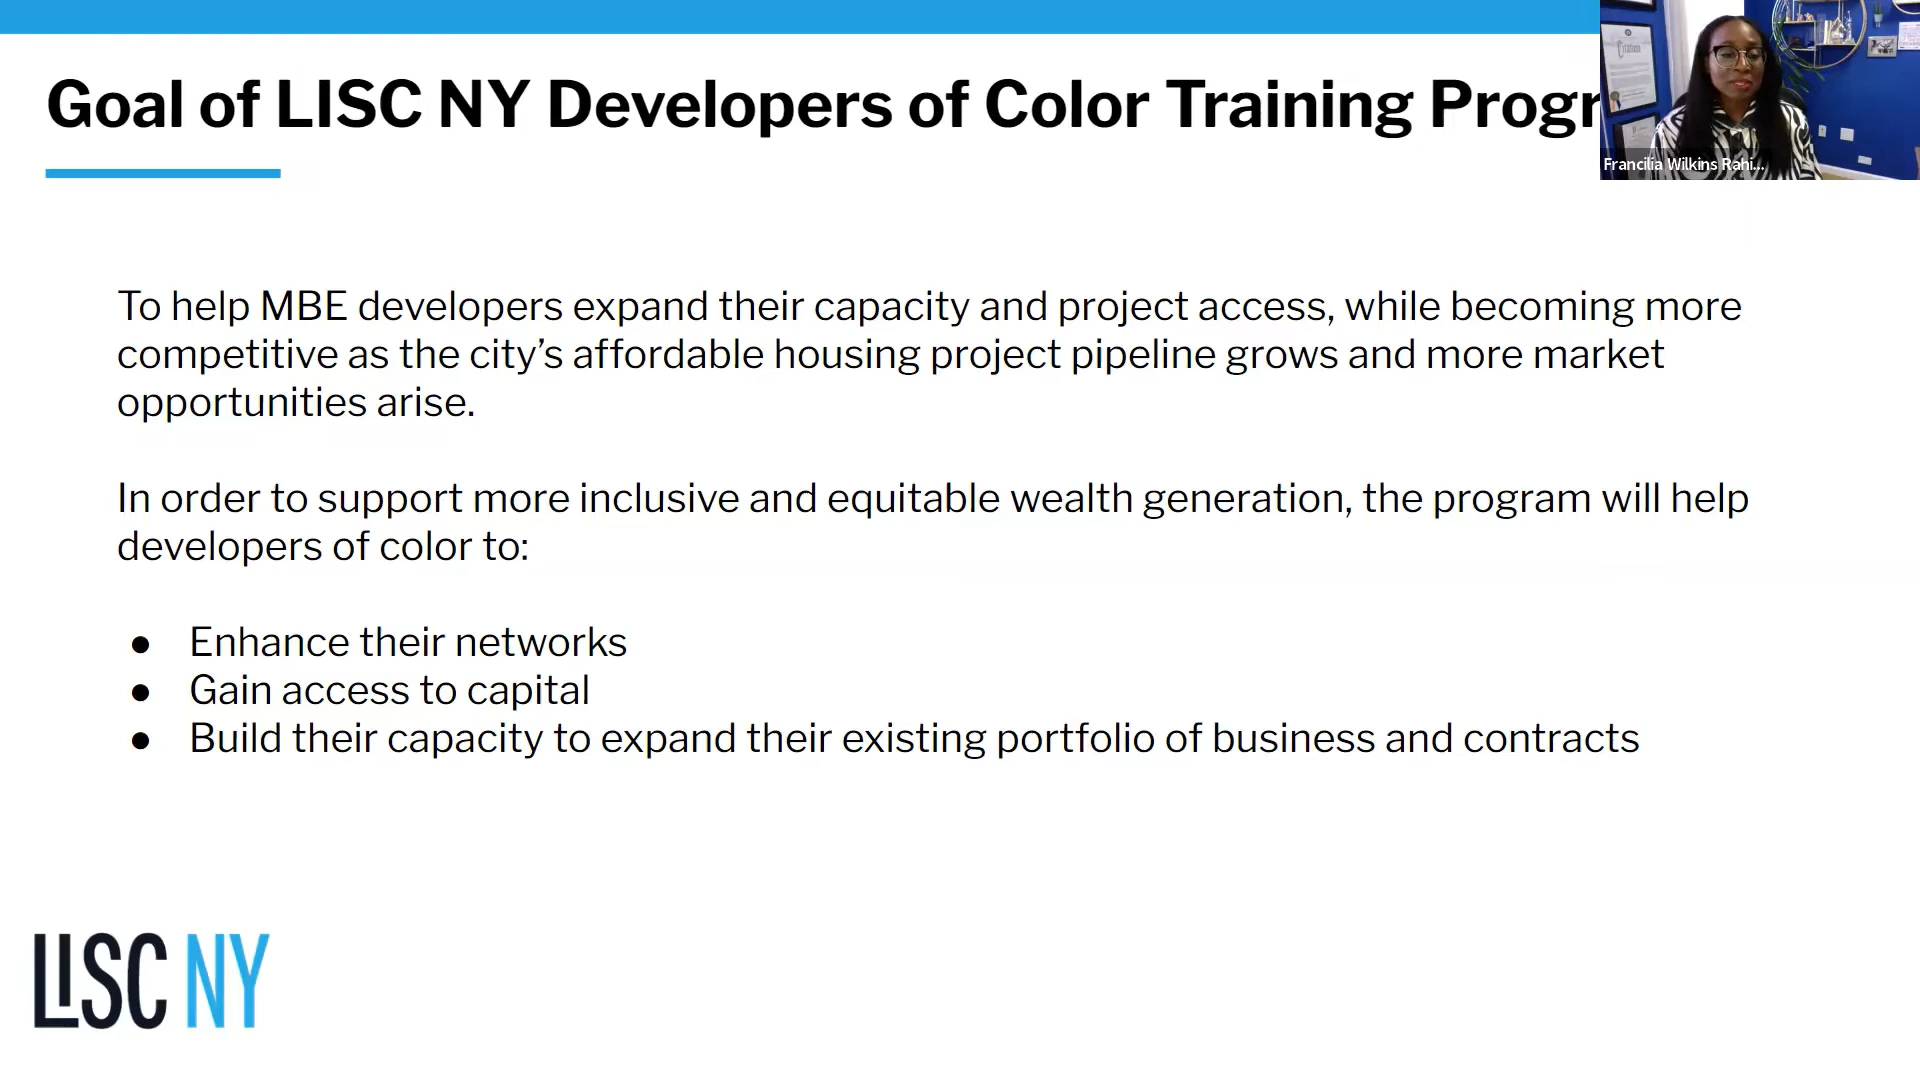 Goal of LISC NY Developers of Color Training Progr
Citation
Francilia Wilkins Rahi...
To help MBE developers expand their capacity and project access, while becoming more
competitive as the city’s affordable housing project pipeline grows and more market
opportunities arise.
In order to support more inclusive and equitable wealth generation, the program will help
developers of color to:
● Enhance their networks
● Gain access to capital
● Build their capacity to expand their existing portfolio of business and contracts
LISC NY